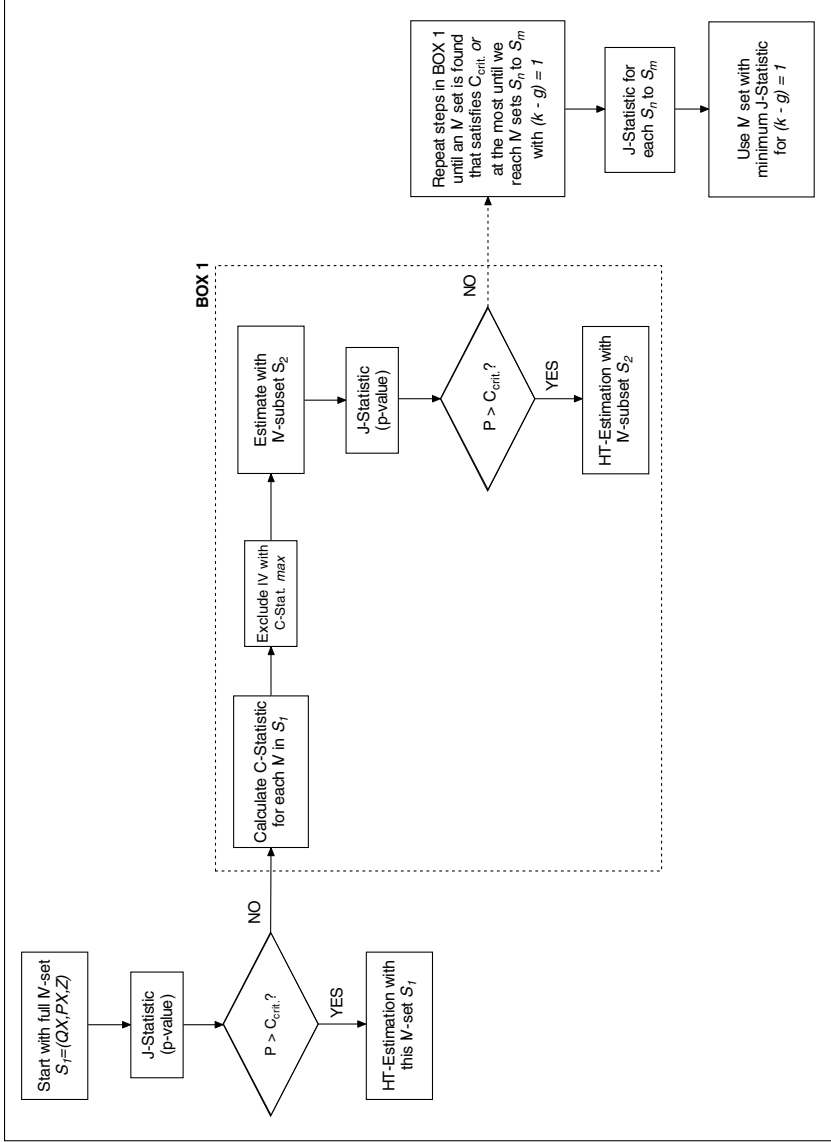 Start with full IV-set
S1=(QX,PX,Z)
J-Statistic
(p-value)
P > Ccrit.?
NO
YES
HT-Estimation with
this IV-set S1
BOX 1
Calculate C-Statistic
for each IV in S1
Exclude IV with
C-Stat. max
Estimate with
IV-subset S2
J-Statistic
(p-value)
P > Ccrit.?
NO
YES
HT-Estimation with
IV-subset S2
Repeat steps in BOX 1
until an IV set is found
that satisfies Ccrit. or
at the most until we
reach IV sets Sn to Sm
with (k - g) = 1
J-Statistic for
each Sn to Sm
Use IV set with
minimum J-Statistic
for (k - g) = 1